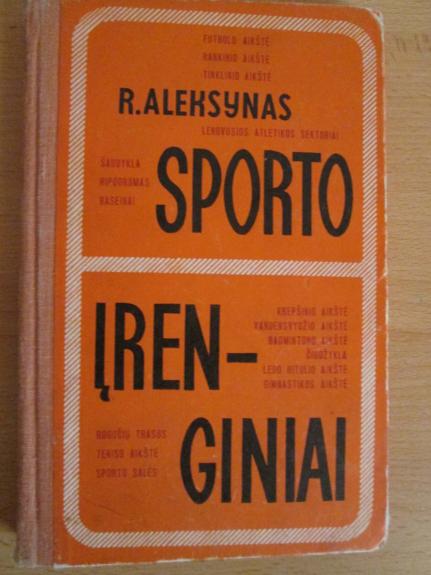 FUTBOLO AIKŠTĖ
RANKINIO AIKŠTĖ
TINKLINIO AIKŠTĖ
R. ALEKSYNAS
LENGVOSIOS ATLETIKOS SEKTORIAI
ŠAUDYKLA
HIPODROMAS
BASEINAI
SPORTO
KREPŠINIO AIKŠTĖ
VANDENSVYDŽIO AIKŠTĖ
BADMINTONO AIKŠTĖ
ČIUOŽYKLA
LEDO RITULIO AIKŠTĖ
GIMNASTIKOS AIKŠTĖ
ĮREN-
ROGUČIŲ TRASOS
TENISO AIKŠTĖ
SPORTO SALĖS
GINIAI